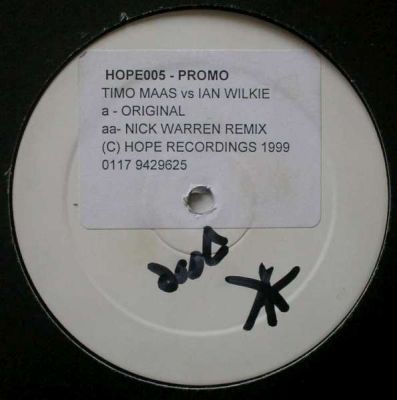 HOPE005 - PROMO
TIMO MAAS vs IAN WILKIE
a - ORIGINAL
aa- NICK WARREN REMIX
(C) HOPE RECORDINGS 1999
0117 9429625